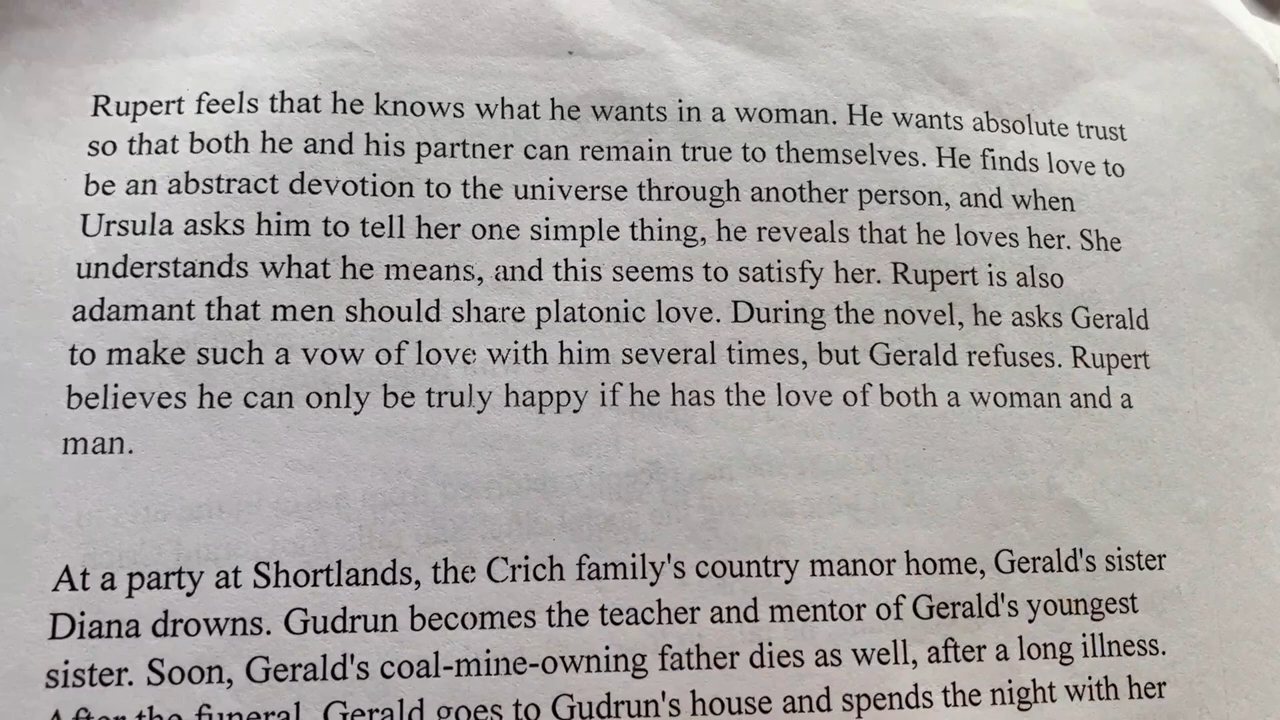 Rupert feels that he knows what he wants in a woman. He wants absolute trust
so that both he and his partner can remain true to themselves. He finds love to
be an abstract devotion to the universe through another person, and when
Ursula asks him to tell her one simple thing, he reveals that he loves her. She
understands what he means, and this seems to satisfy her. Rupert is also
adamant that men should share platonic love. During the novel, he asks Gerald
to make such a vow of love with him several times, but Gerald refuses. Rupert
believes he can only be truly happy if he has the love of both a woman and a
man.
At a party at Shortlands, the Crich family's country manor home, Gerald's sister
Diana drowns. Gudrun becomes the teacher and mentor of Gerald's youngest
sister. Soon, Gerald's coal-mine-owning father dies as well, after a long illness.
After the funeral, Gerald goes to Gudrun's house and spends the night with her